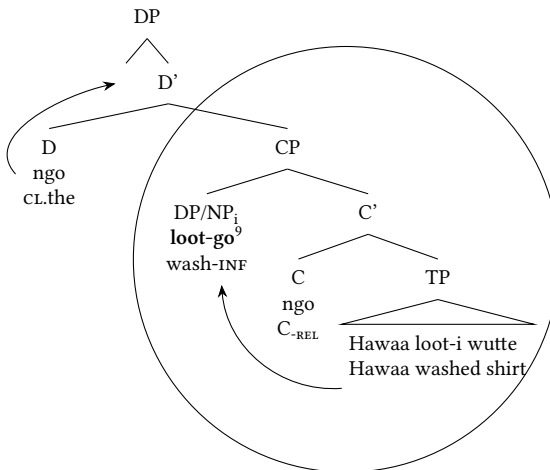 DP
D'
D
ngo
CL.the
CP
DP/NPi
loot-go9
wash-INF
C'
C
ngo
C-REL
TP
Hawaa loot-i wutte
Hawaa washed shirt